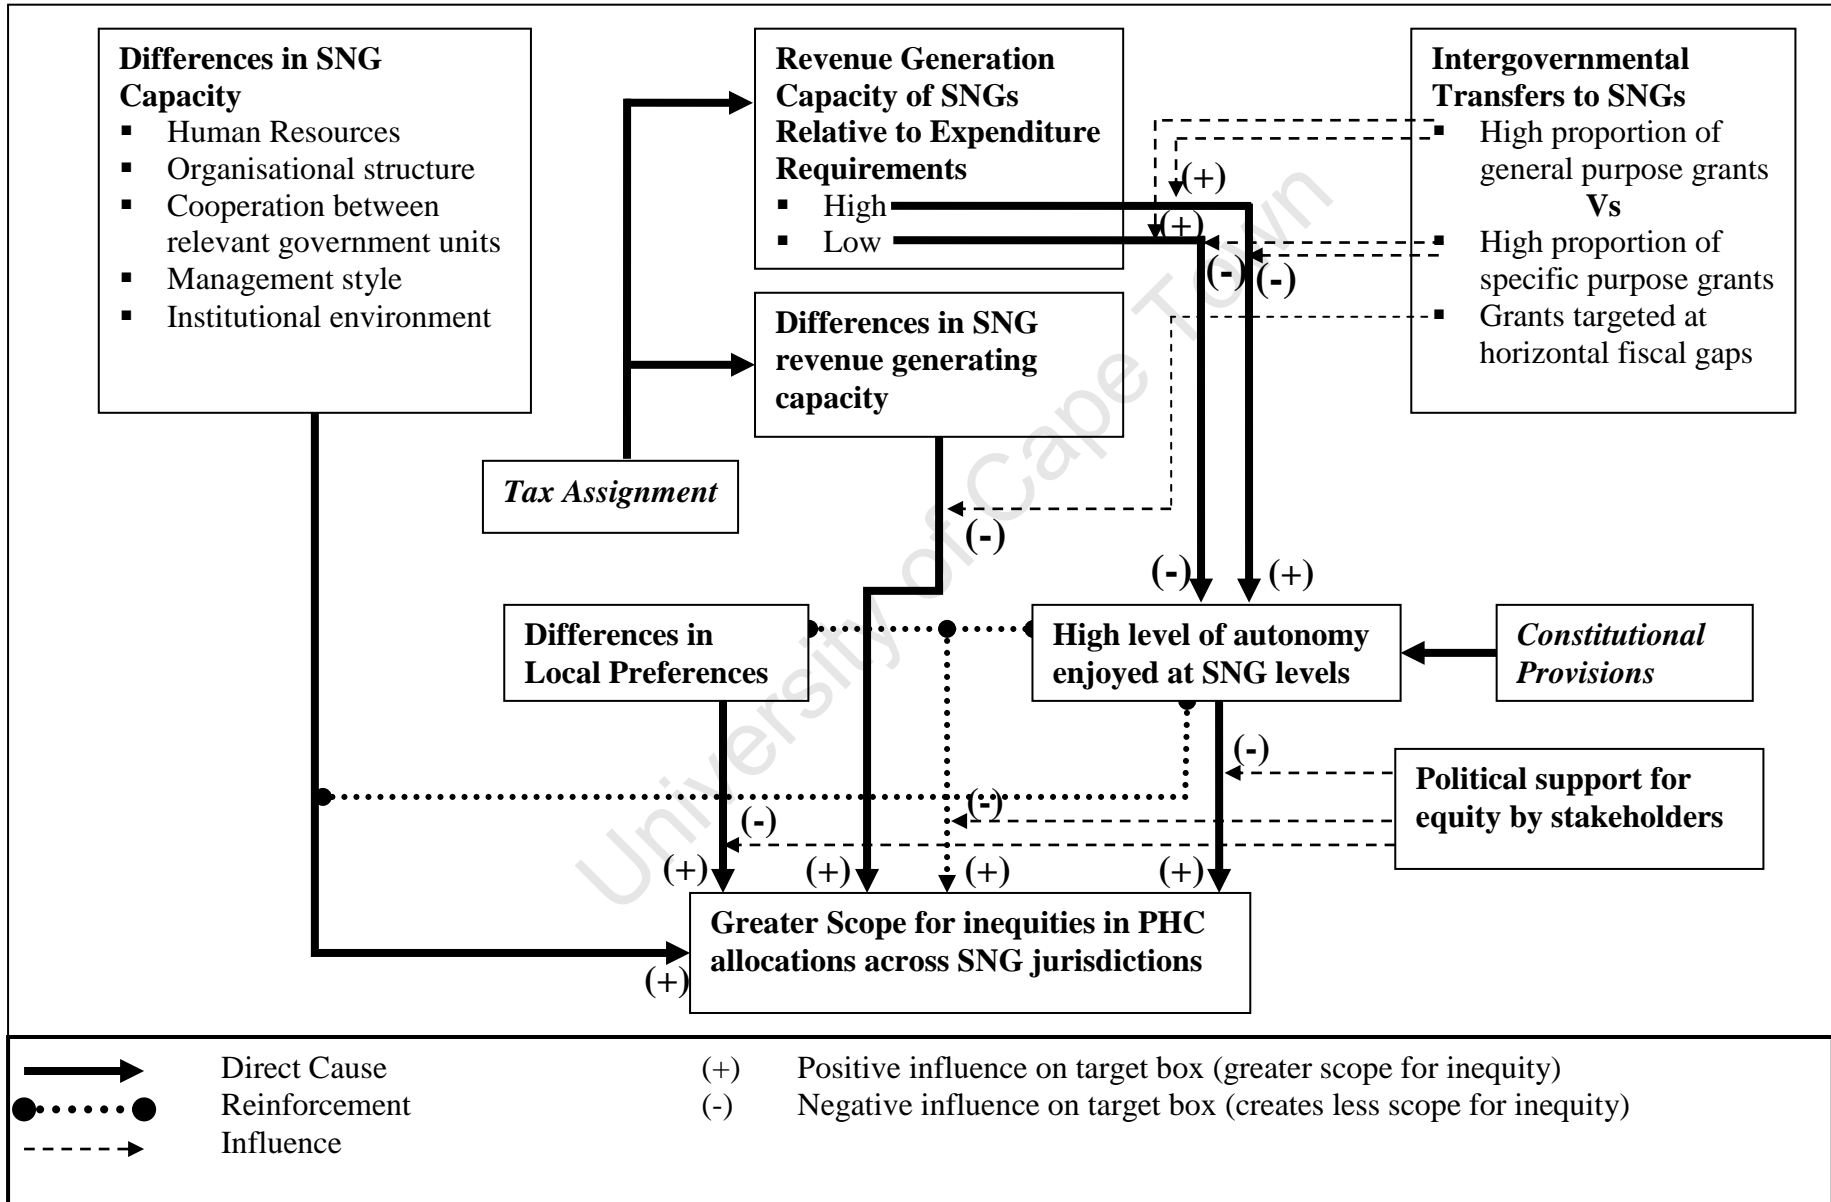 Differences in SNG
Capacity
▪ Human Resources
▪ Organisational structure
▪ Cooperation between
relevant government units
▪ Management style
▪ Institutional environment
Revenue Generation
Capacity of SNGs
Relative to Expenditure
Requirements
▪ High
▪ Low
Intergovernmental
Transfers to SNGs
▪ High proportion of
general purpose grants
Vs
▪ High proportion of
specific purpose grants
▪ Grants targeted at
horizontal fiscal gaps
(+)
(+)
(-)
(-)
Differences in SNG
revenue generating
capacity
Tax Assignment
(-)
(-)
(+)
Differences in
Local Preferences
High level of autonomy
enjoyed at SNG levels
Constitutional
Provisions
(-)
Political support for
equity by stakeholders
(-)
(-)
(+)
(+)
(+)
(+)
Greater Scope for inequities in PHC
allocations across SNG jurisdictions
(+)
University of Cape Town
Direct Cause
Reinforcement
Influence
(+) Positive influence on target box (greater scope for inequity)
(-) Negative influence on target box (creates less scope for inequity)